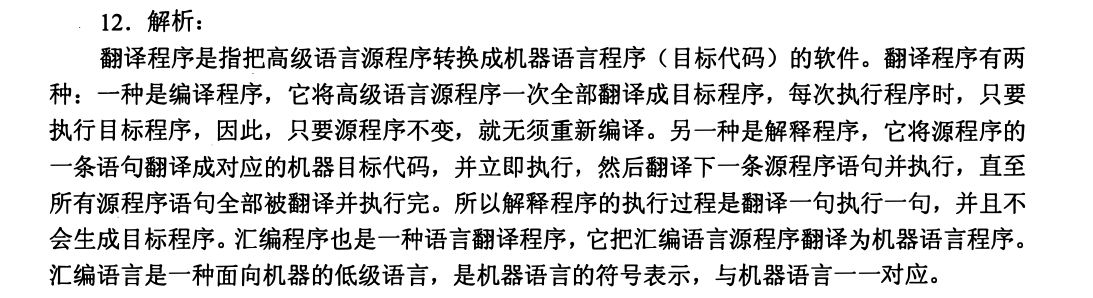 12．解析：
翻译程序是指把高级语言源程序转换成机器语言程序（目标代码）的软件。翻译程序有两
种：一种是编译程序，它将高级语言源程序一次全部翻译成目标程序，每次执行程序时，只要
执行目标程序，因此，只要源程序不变，就无须重新编译。另一种是解释程序，它将源程序的
一条语句翻译成对应的机器目标代码，并立即执行，然后翻译下一条源程序语句并执行，直至
所有源程序语句全部被翻译并执行完。所以解释程序的执行过程是翻译一句执行一句，并且不
会生成目标程序。汇编程序也是一种语言翻译程序，它把汇编语言源程序翻译为机器语言程序。
汇编语言是一种面向机器的低级语言，是机器语言的符号表示，与机器语言一一对应。